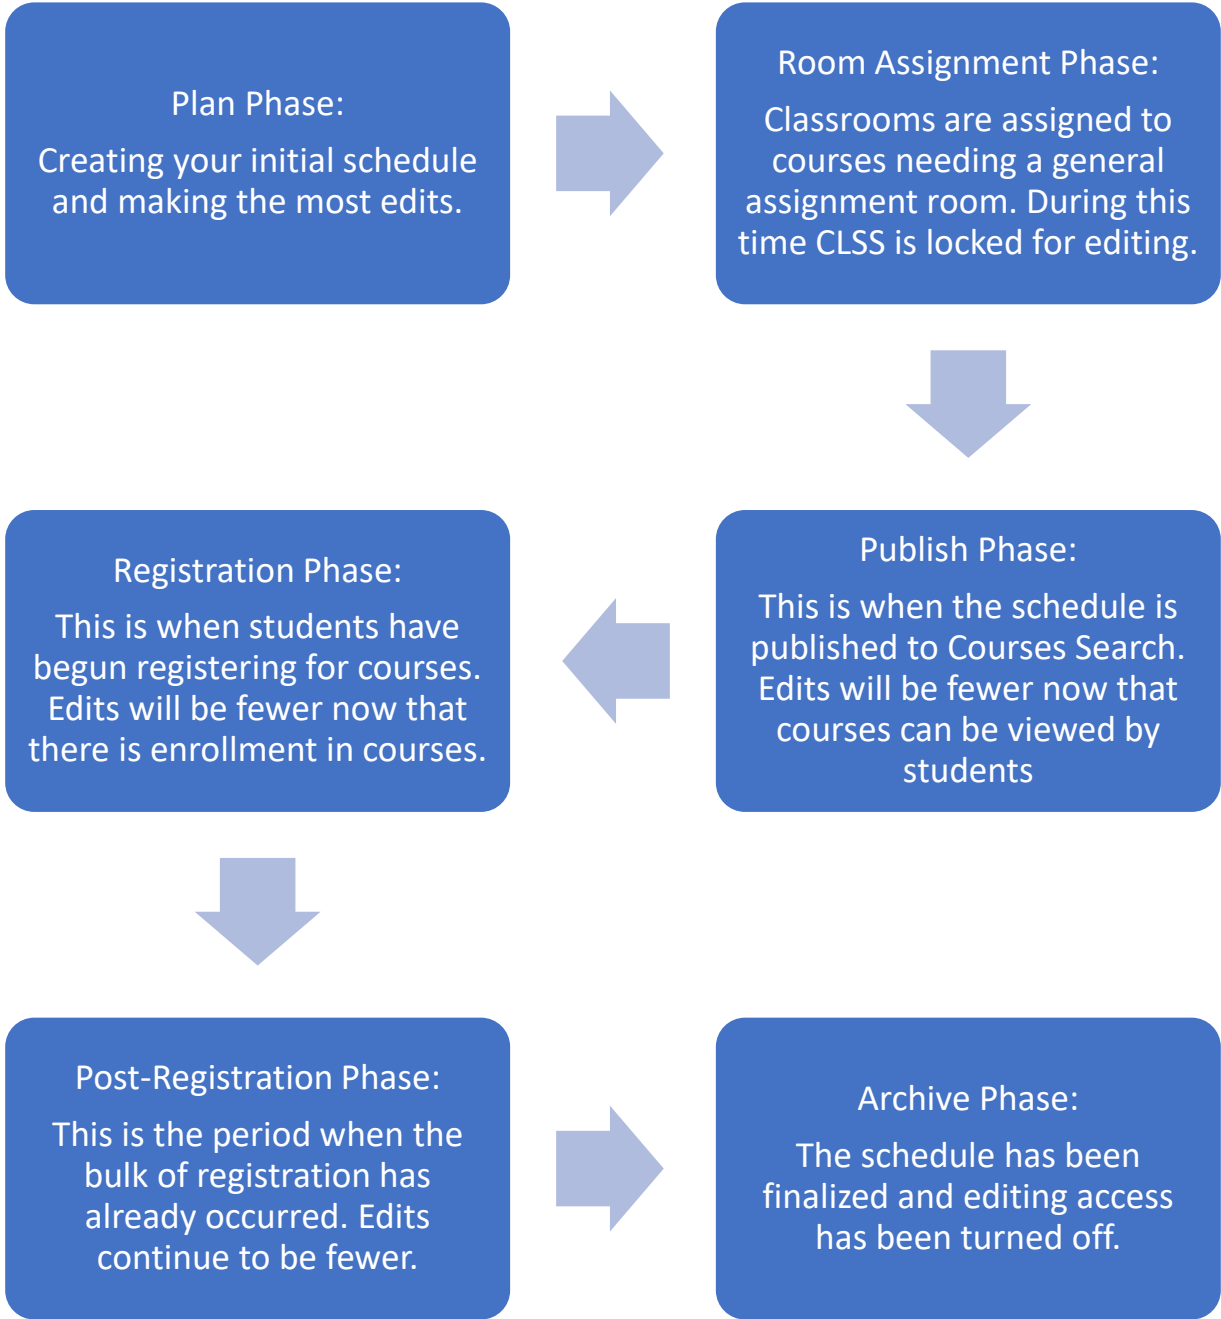 Plan Phase:
Creating your initial schedule
and making the most edits.
Room Assignment Phase:
Classrooms are assigned to
courses needing a general
assignment room. During this
time CLSS is locked for editing.
Publish Phase:
This is when the schedule is
published to Courses Search.
Edits will be fewer now that
courses can be viewed by
students
Registration Phase:
This is when students have
begun registering for courses.
Edits will be fewer now that
there is enrollment in courses.
Post-Registration Phase:
This is the period when the
bulk of registration has
already occurred. Edits
continue to be fewer.
Archive Phase:
The schedule has been
finalized and editing access
has been turned off.